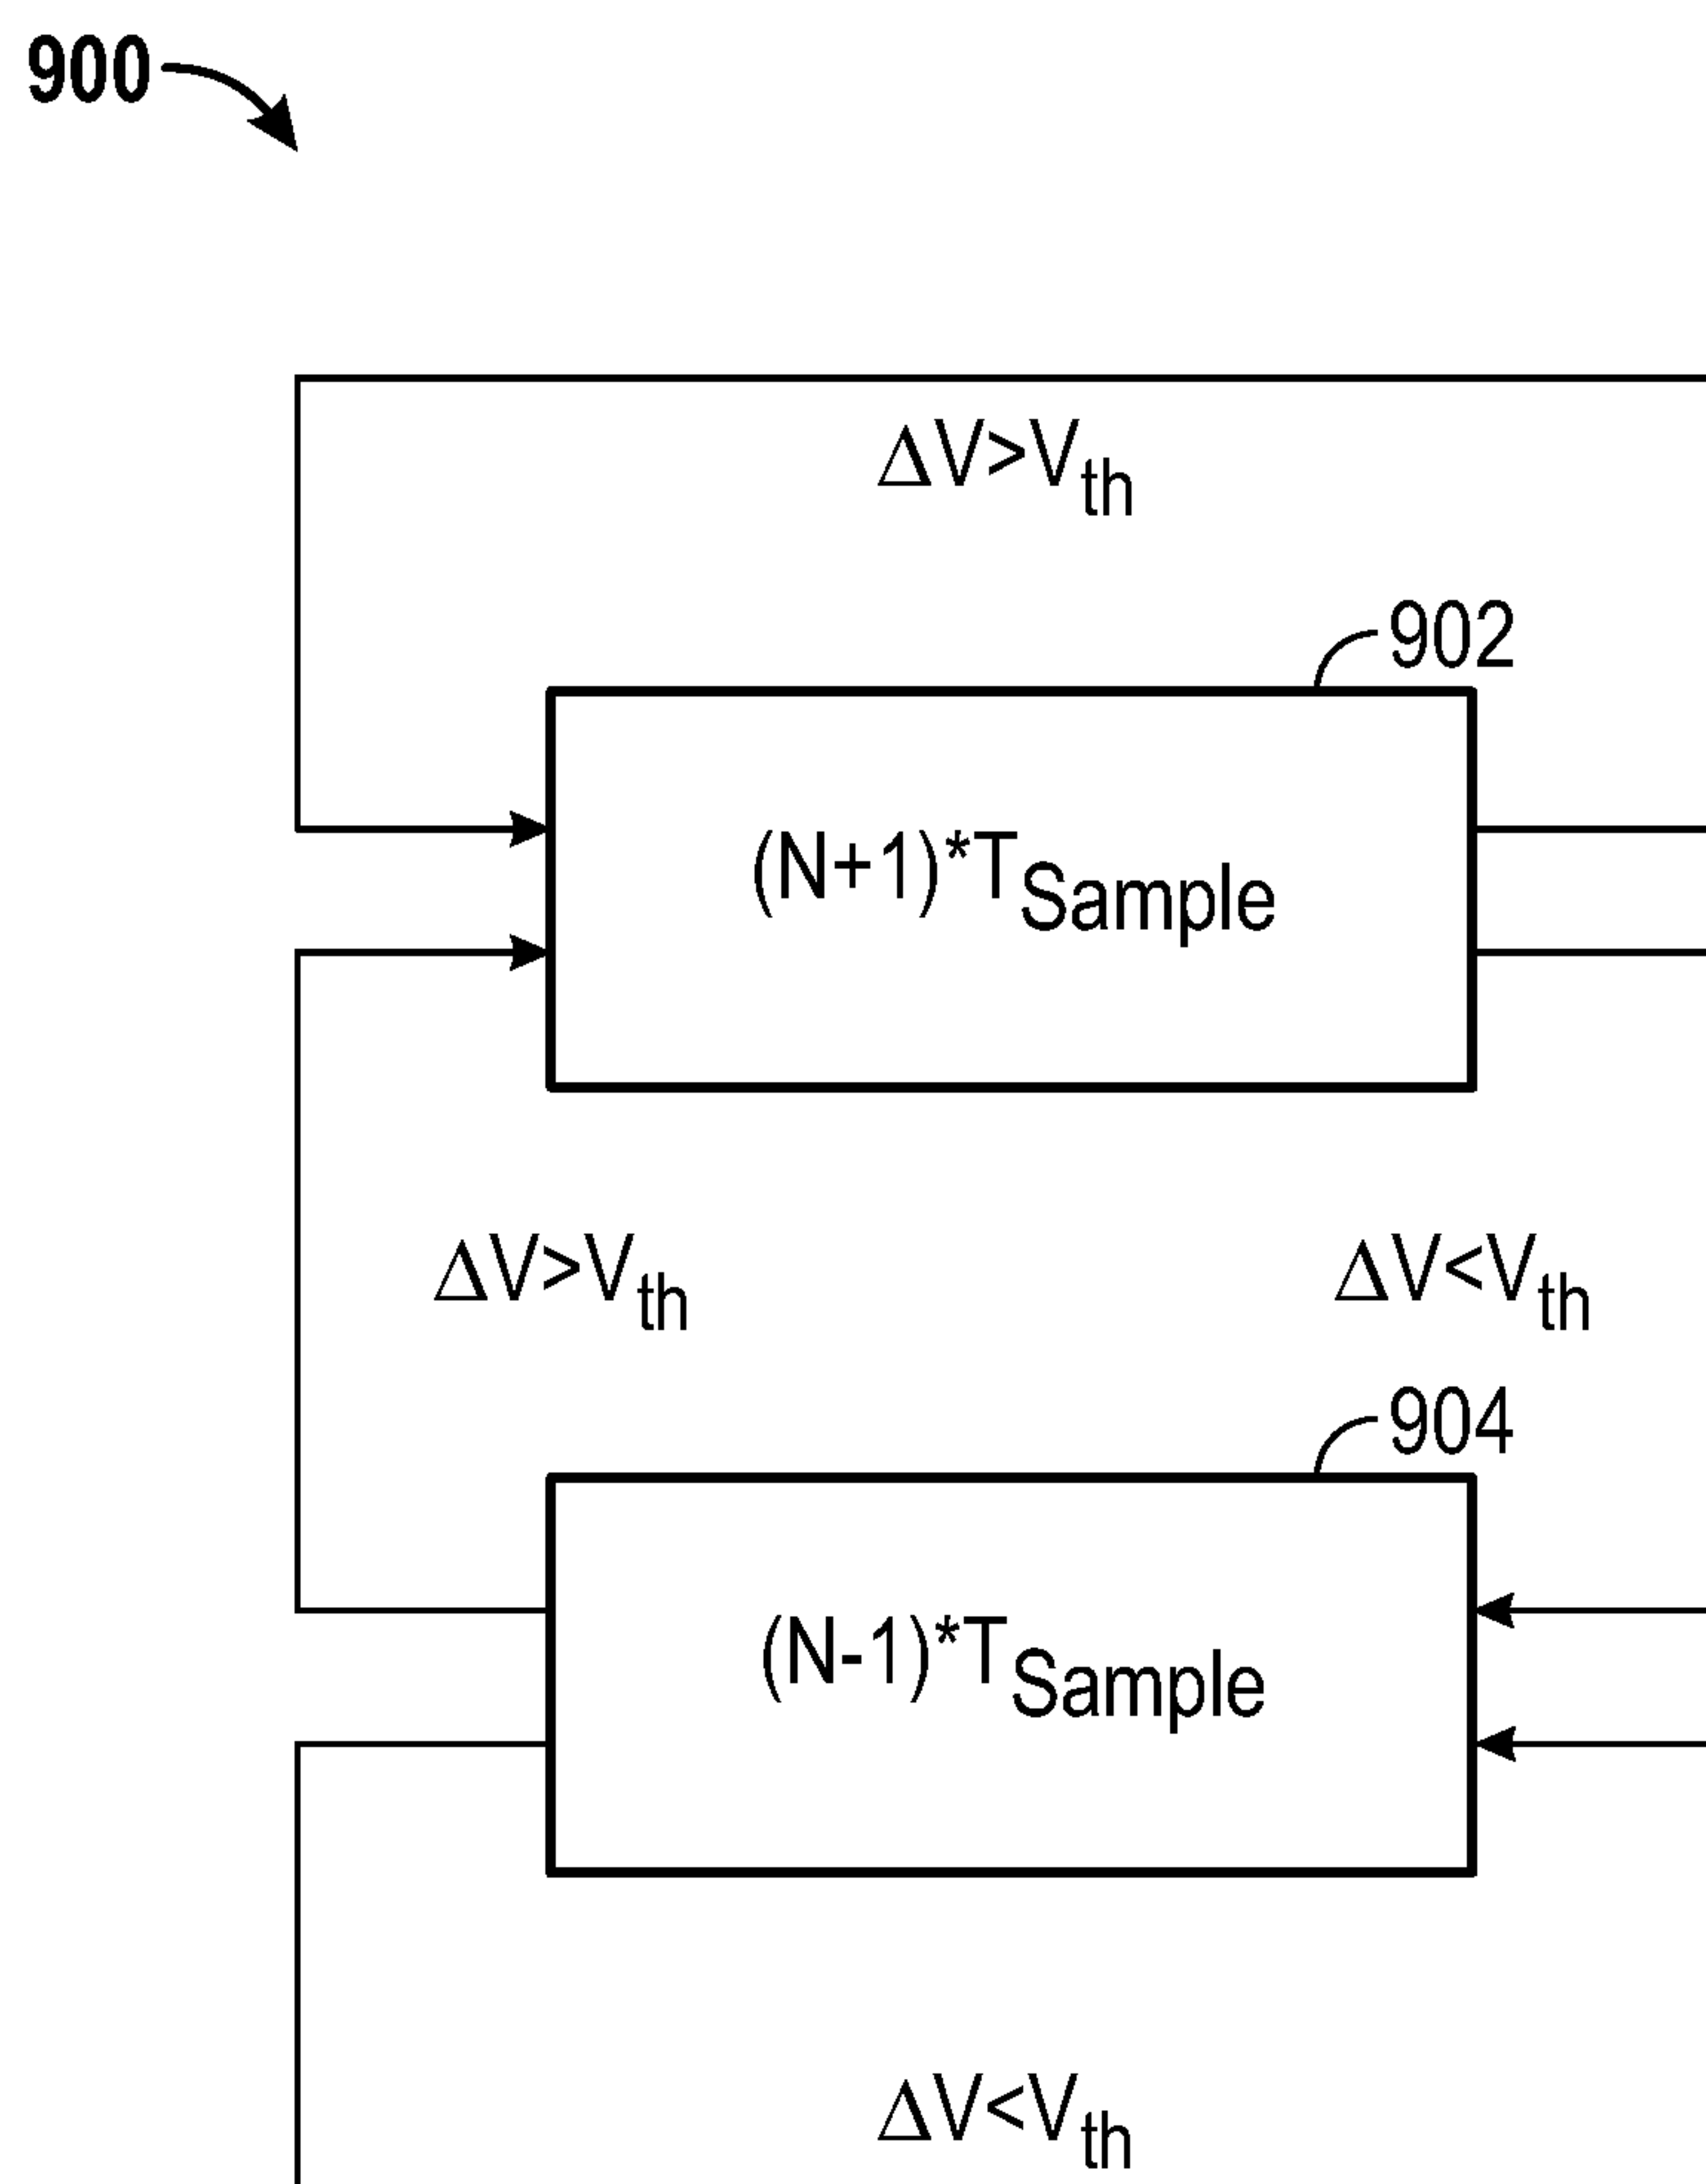 900
ΔV>Vth
902
(N+1)*TSample
ΔV>Vth
ΔV<Vth
904
(N-1)*TSample
ΔV<Vth